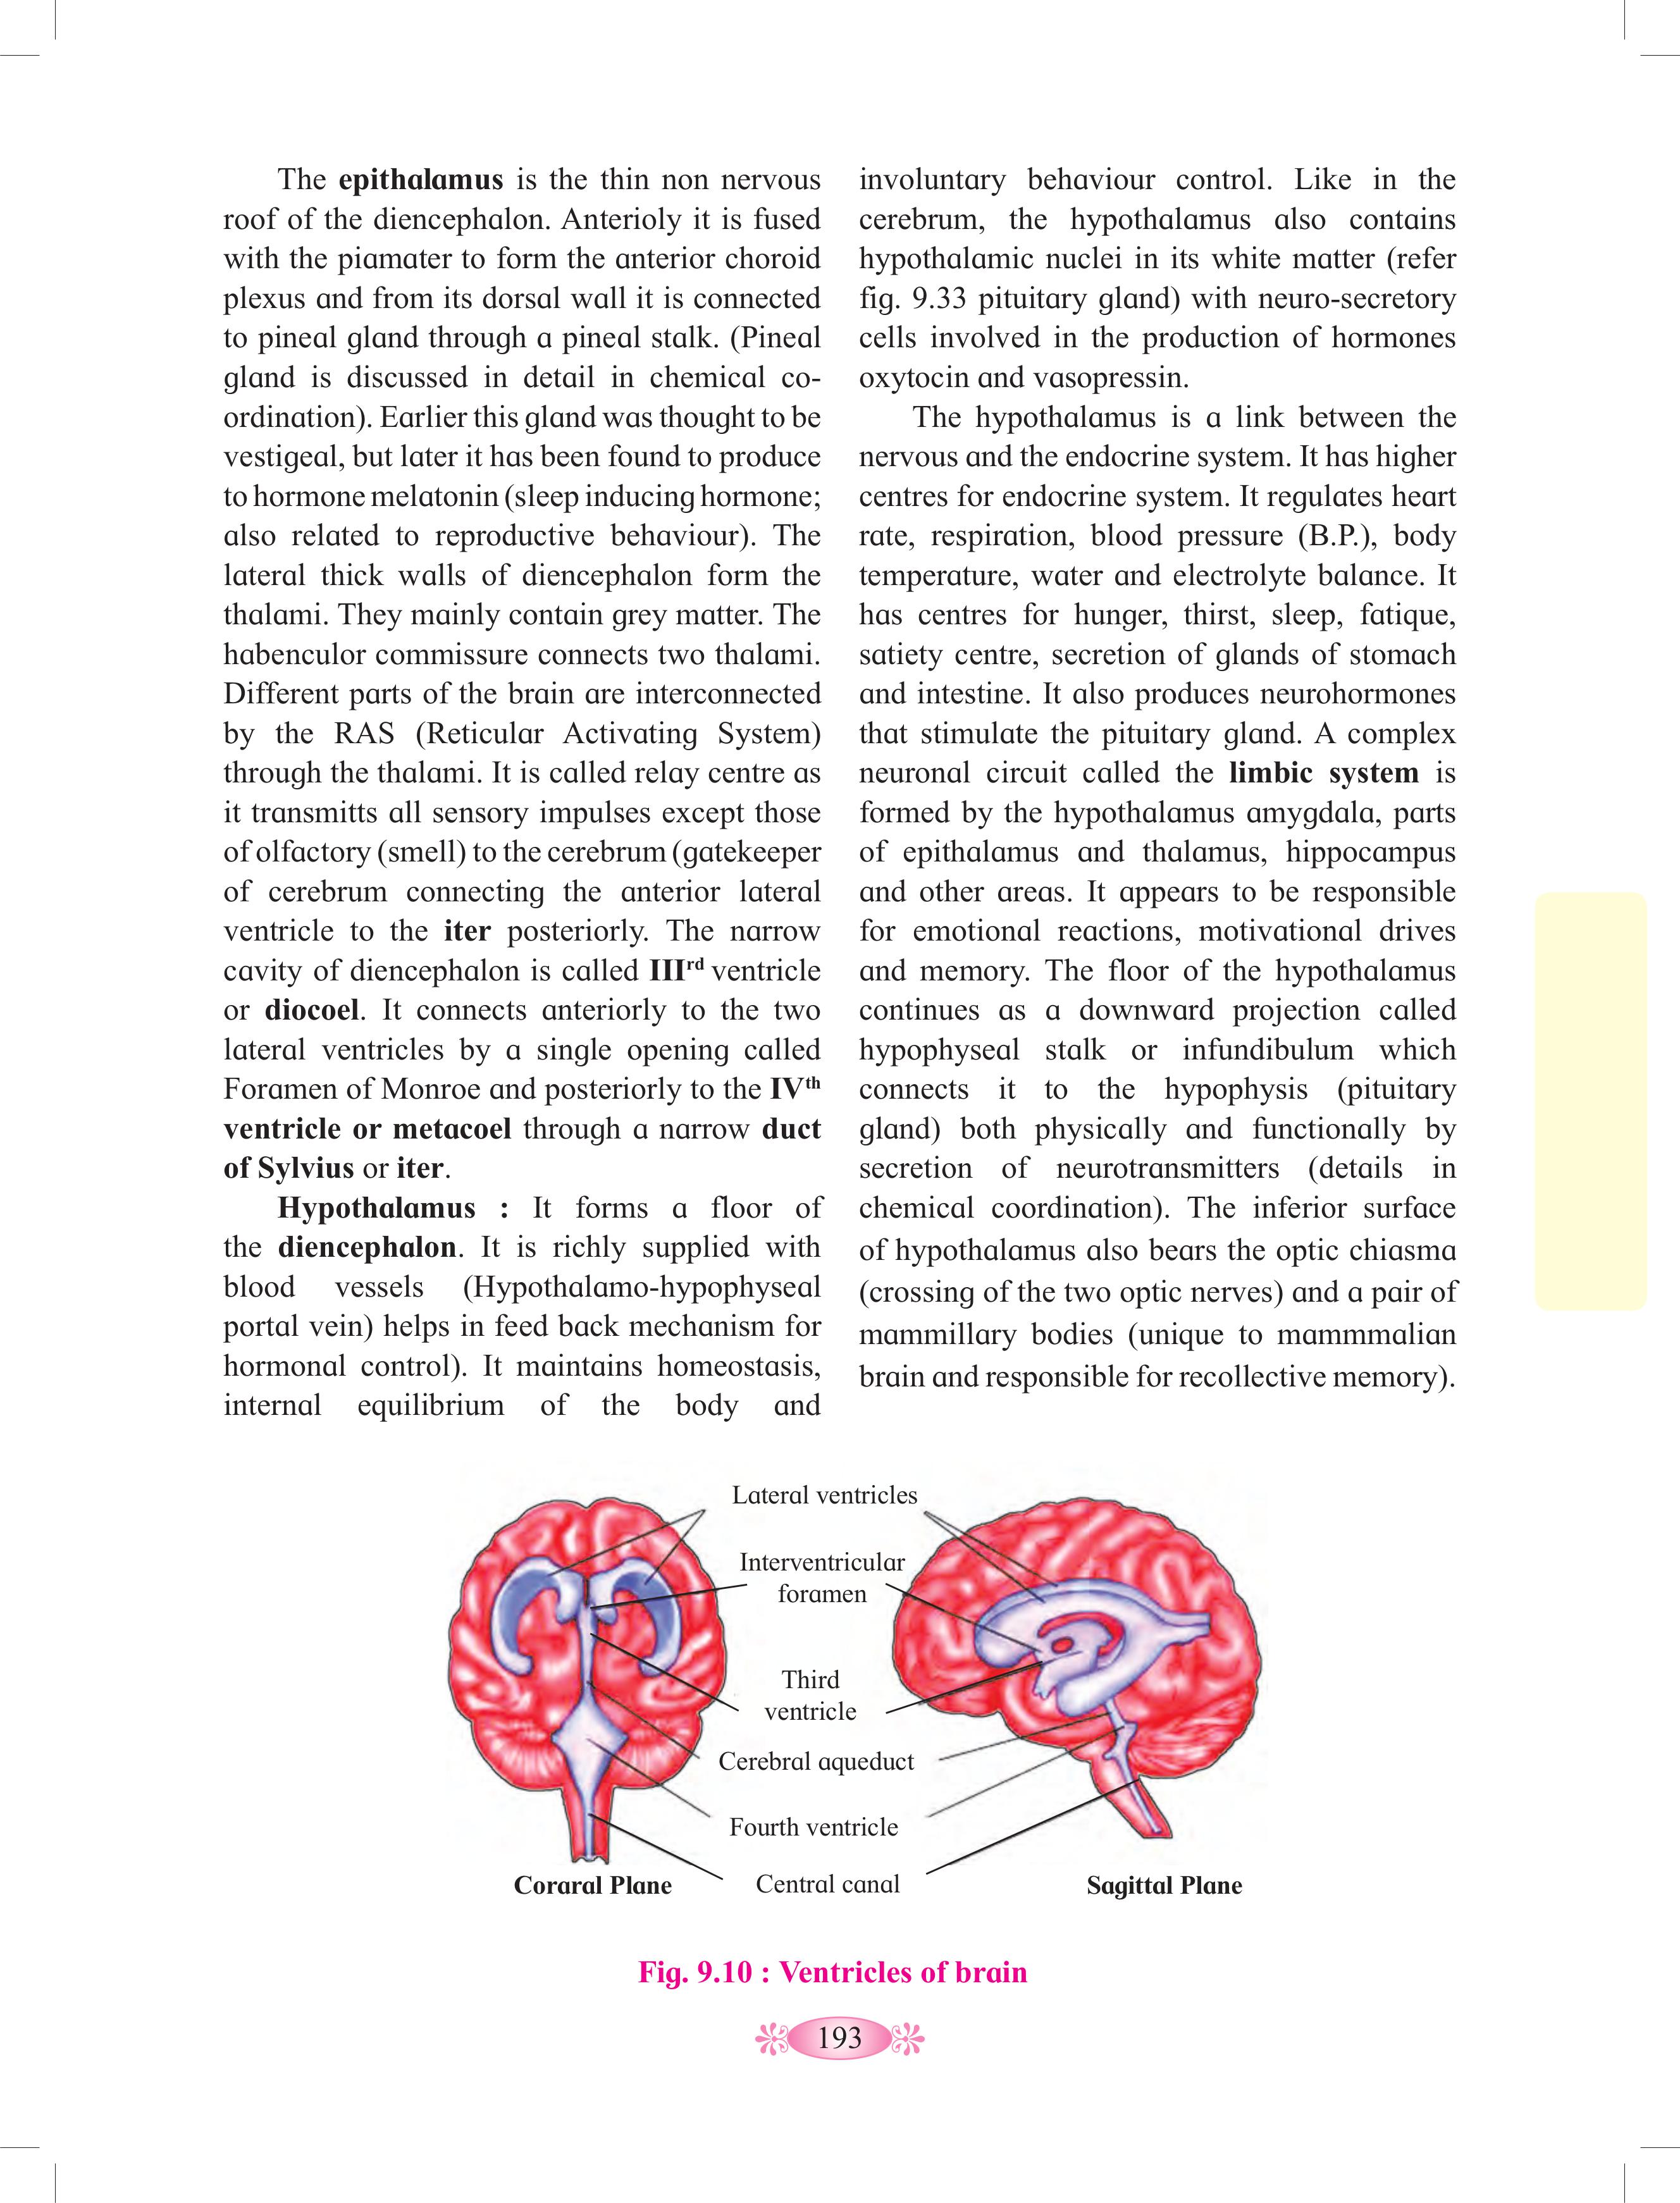 The epithalamus is the thin non nervous
roof of the diencephalon. Anterioly it is fused
with the piamater to form the anterior choroid
plexus and from its dorsal wall it is connected
to pineal gland through a pineal stalk. (Pineal
gland is discussed in detail in chemical co-
ordination). Earlier this gland was thought to be
vestigeal, but later it has been found to produce
to hormone melatonin (sleep inducing hormone;
also related to reproductive behaviour). The
lateral thick walls of diencephalon form the
thalami. They mainly contain grey matter. The
habenculor commissure connects two thalami.
Different parts of the brain are interconnected
by the RAS (Reticular Activating System)
through the thalami. It is called relay centre as
it transmitts all sensory impulses except those
of olfactory (smell) to the cerebrum (gatekeeper
of cerebrum connecting the anterior lateral
ventricle to the iter posteriorly. The narrow
cavity of diencephalon is called IIIrd ventricle
or diocoel. It connects anteriorly to the two
lateral ventricles by a single opening called
Foramen of Monroe and posteriorly to the IVth
ventricle or metacoel through a narrow duct
of Sylvius or iter.
Hypothalamus : It forms a floor of
the diencephalon. It is richly supplied with
blood vessels (Hypothalamo-hypophyseal
portal vein) helps in feed back mechanism for
hormonal control). It maintains homeostasis,
internal equilibrium of the body and
involuntary behaviour control. Like in the
cerebrum, the hypothalamus also contains
hypothalamic nuclei in its white matter (refer
fig. 9.33 pituitary gland) with neuro-secretory
cells involved in the production of hormones
oxytocin and vasopressin.
The hypothalamus is a link between the
nervous and the endocrine system. It has higher
centres for endocrine system. It regulates heart
rate, respiration, blood pressure (B.P.), body
temperature, water and electrolyte balance. It
has centres for hunger, thirst, sleep, fatique,
satiety centre, secretion of glands of stomach
and intestine. It also produces neurohormones
that stimulate the pituitary gland. A complex
neuronal circuit called the limbic system is
formed by the hypothalamus amygdala, parts
of epithalamus and thalamus, hippocampus
and other areas. It appears to be responsible
for emotional reactions, motivational drives
and memory. The floor of the hypothalamus
continues as a downward projection called
hypophyseal stalk or infundibulum which
connects it to the hypophysis (pituitary
gland) both physically and functionally by
secretion of neurotransmitters (details in
chemical coordination). The inferior surface
of hypothalamus also bears the optic chiasma
(crossing of the two optic nerves) and a pair of
mammillary bodies (unique to mammmalian
brain and responsible for recollective memory).
Lateral ventricles
Interventricular
foramen
Third
ventricle
Cerebral aqueduct
Fourth ventricle
Central canal
Coraral Plane
Sagittal Plane
Fig. 9.10 : Ventricles of brain
193